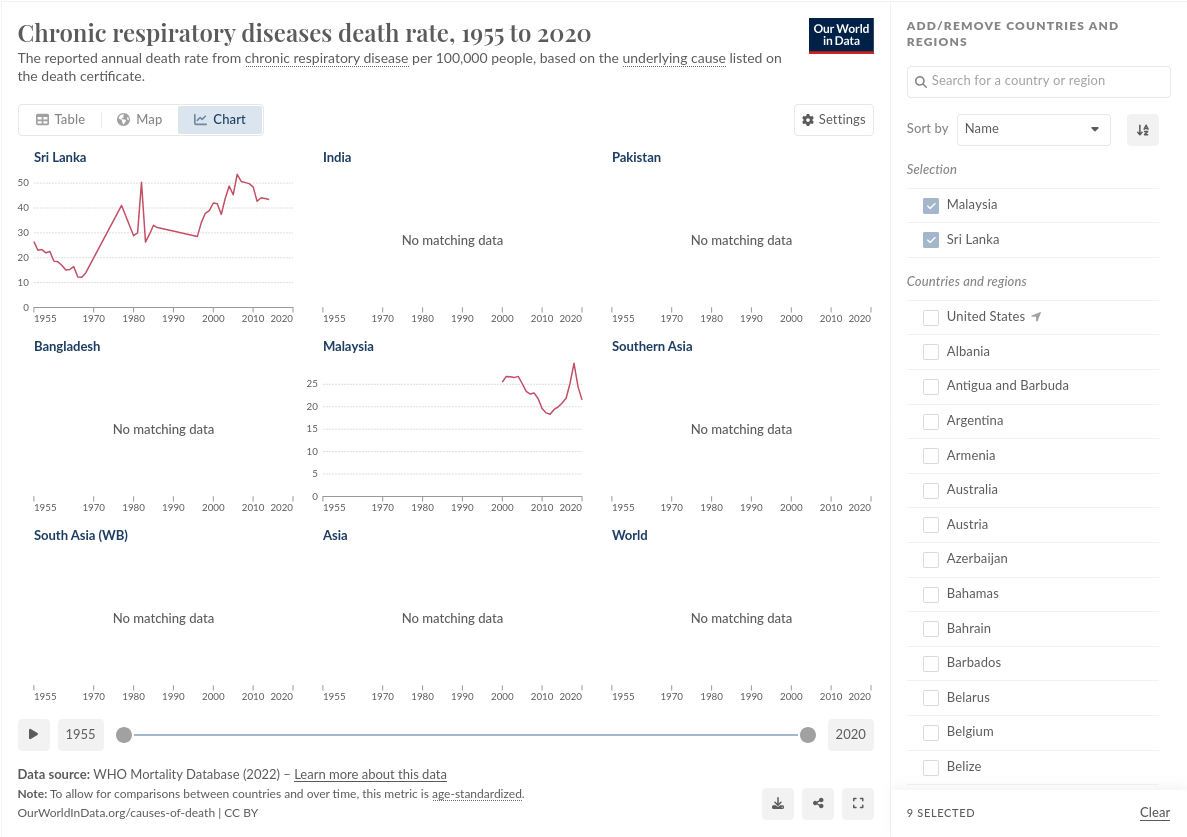 Chronic respiratory diseases death rate, 1955 to 2020
The reported annual death rate from chronic respiratory disease per 100,000 people, based on the underlying cause listed on
the death certificate.
Our World
in Data
Table
Map
Chart
Settings
Sri Lanka
50
40
30
20
10
0
1955 1970 1980 1990 2000 2010 2020
India
No matching data
1955 1970 1980 1990 2000 2010 2020
Pakistan
No matching data
1955 1970 1980 1990 2000 2010 2020
Bangladesh
No matching data
1955 1970 1980 1990 2000 2010 2020
Malaysia
25
20
15
10
5
0
1955 1970 1980 1990 2000 2010 2020
Southern Asia
No matching data
1955 1970 1980 1990 2000 2010 2020
South Asia (WB)
No matching data
1955 1970 1980 1990 2000 2010 2020
Asia
No matching data
1955 1970 1980 1990 2000 2010 2020
World
No matching data
1955 1970 1980 1990 2000 2010 2020
1955
2020
Data source: WHO Mortality Database (2022) – Learn more about this data
Note: To allow for comparisons between countries and over time, this metric is age-standardized.
OurWorldInData.org/causes-of-death | CC BY
ADD/REMOVE COUNTRIES AND
REGIONS
Search for a country or region
Sort by Name
Selection
Malaysia
Sri Lanka
Countries and regions
United States
Albania
Antigua and Barbuda
Argentina
Armenia
Australia
Austria
Azerbaijan
Bahamas
Bahrain
Barbados
Belarus
Belgium
Belize
9 SELECTED
Clear